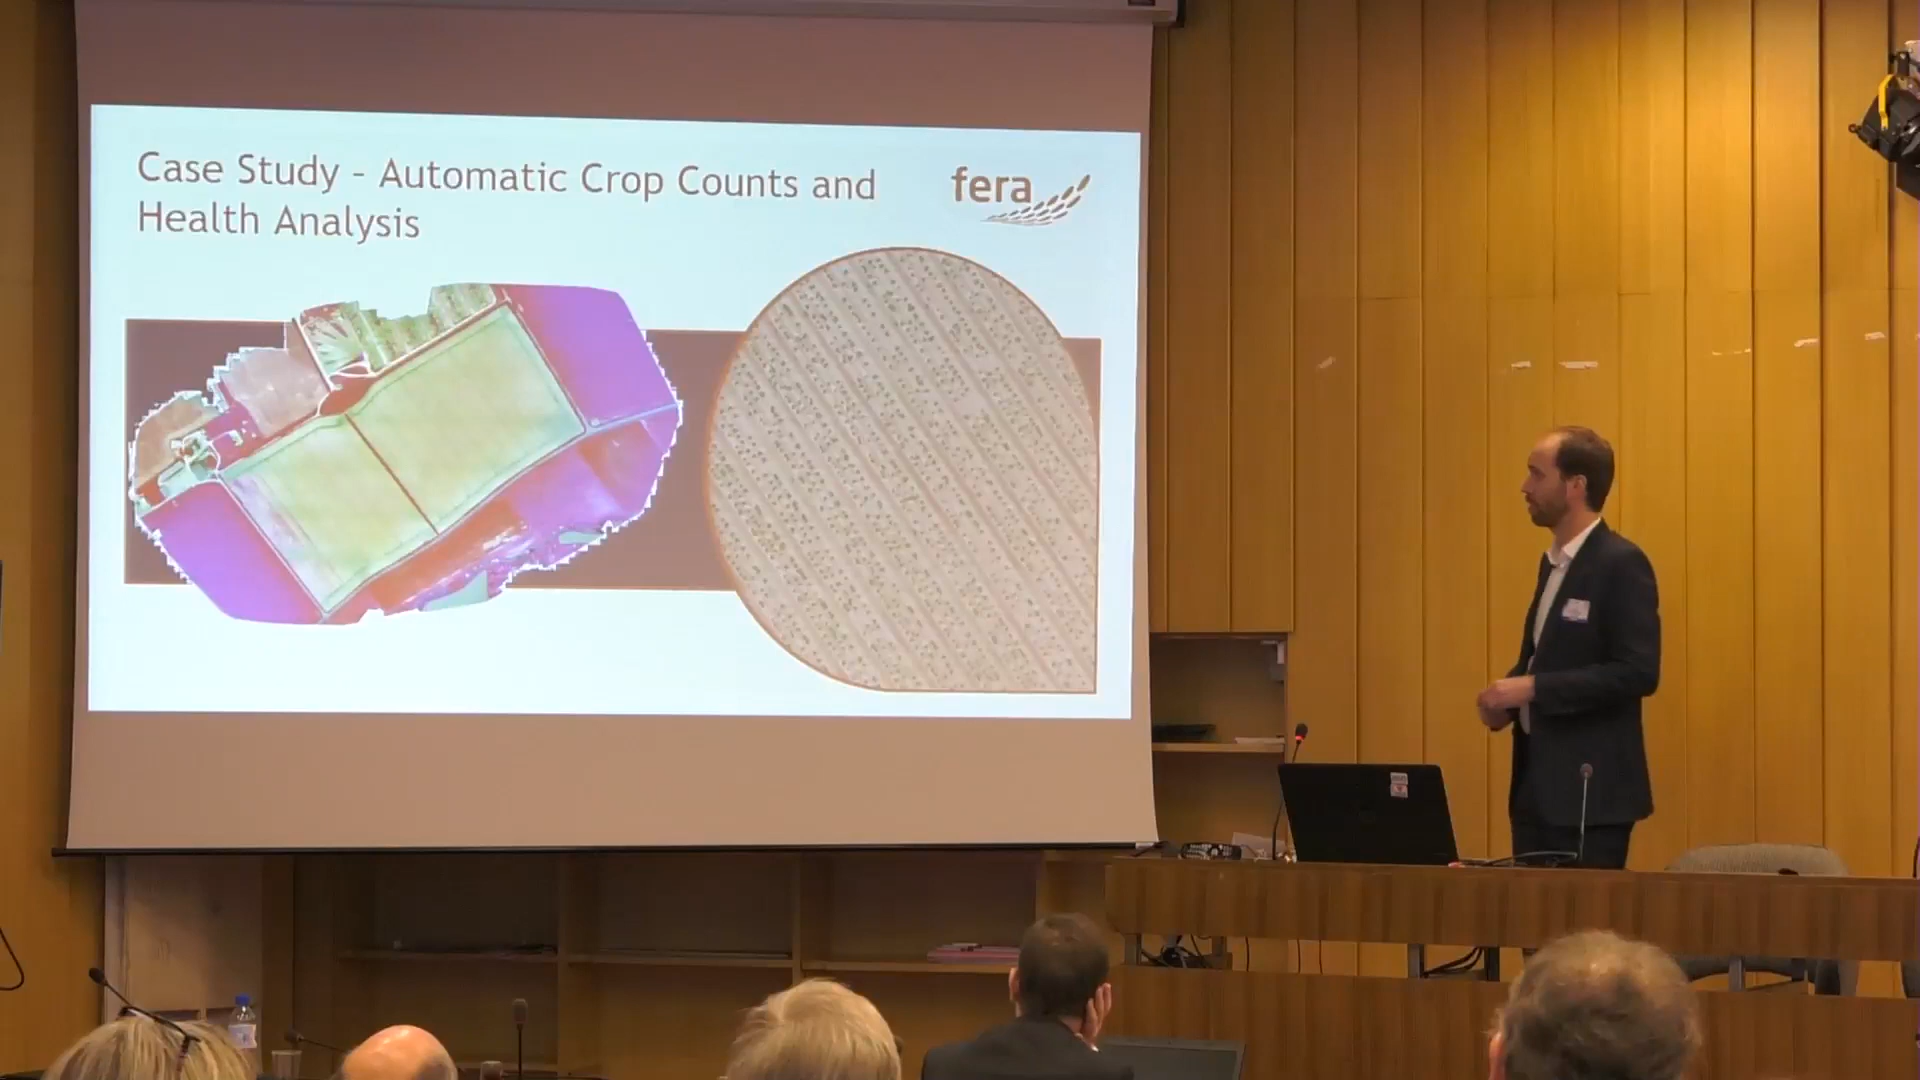 Case Study - Automatic Crop Counts and
Health Analysis
fera